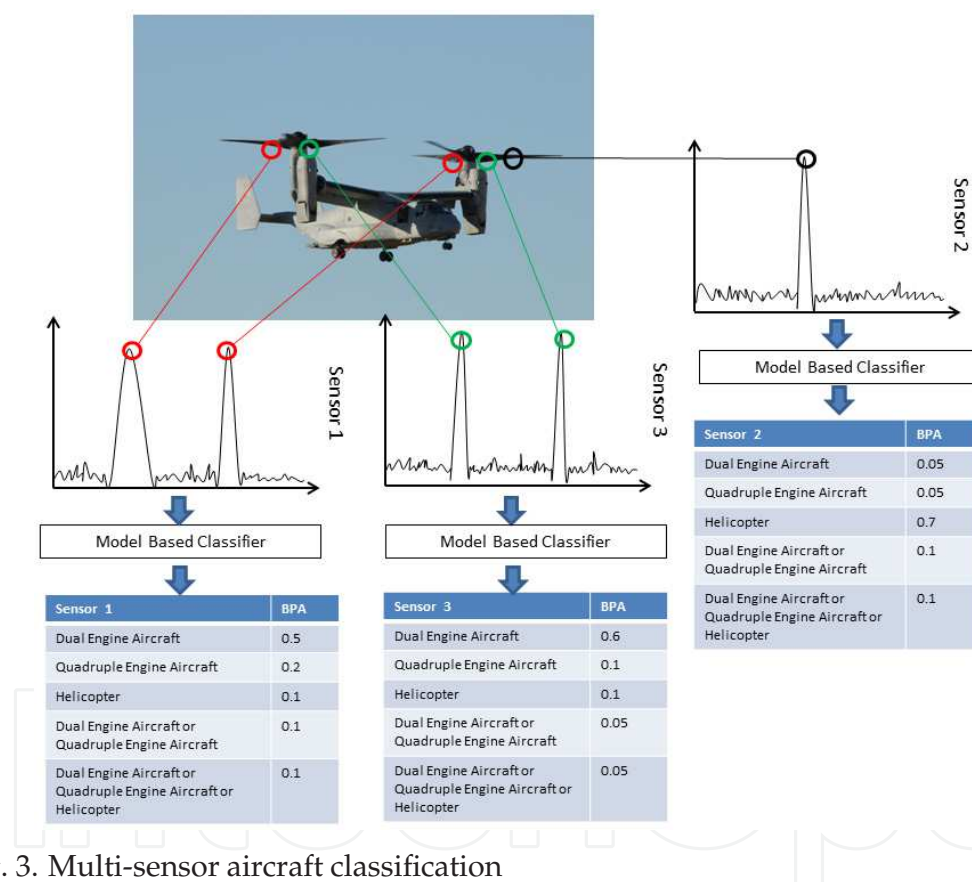 Sensor 2
Model Based Classifier
Sensor 2 BPA
Dual Engine Aircraft 0.05
Quadruple Engine Aircraft 0.05
Helicopter 0.7
Dual Engine Aircraft or
Quadruple Engine Aircraft 0.1
Dual Engine Aircraft or
Quadruple Engine Aircraft or
Helicopter 0.1
Sensor 1
Model Based Classifier
Sensor 1 BPA
Dual Engine Aircraft 0.5
Quadruple Engine Aircraft 0.2
Helicopter 0.1
Dual Engine Aircraft or
Quadruple Engine Aircraft 0.1
Dual Engine Aircraft or
Quadruple Engine Aircraft or
Helicopter 0.1
Sensor 3
Model Based Classifier
Sensor 3 BPA
Dual Engine Aircraft 0.6
Quadruple Engine Aircraft 0.1
Helicopter 0.1
Dual Engine Aircraft or
Quadruple Engine Aircraft 0.05
Dual Engine Aircraft or
Quadruple Engine Aircraft or
Helicopter 0.05
. 3. Multi-sensor aircraft classification